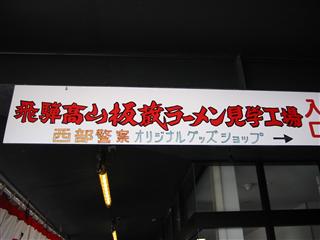 飛騨高山板蔵ラーメン見学工場
西部警察 オリジナルグッズショップ →
入口